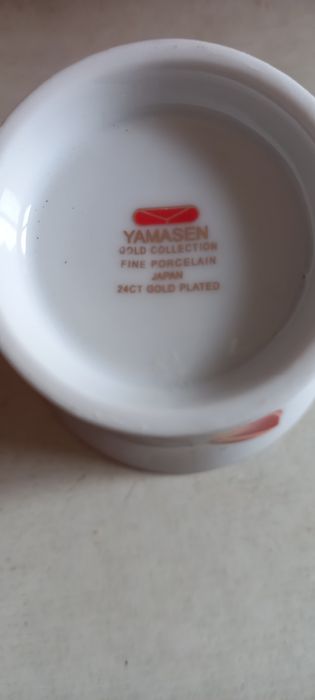 YAMASEN
GOLD COLLECTION
FINE PORCELAIN
JAPAN
24CT GOLD PLATED